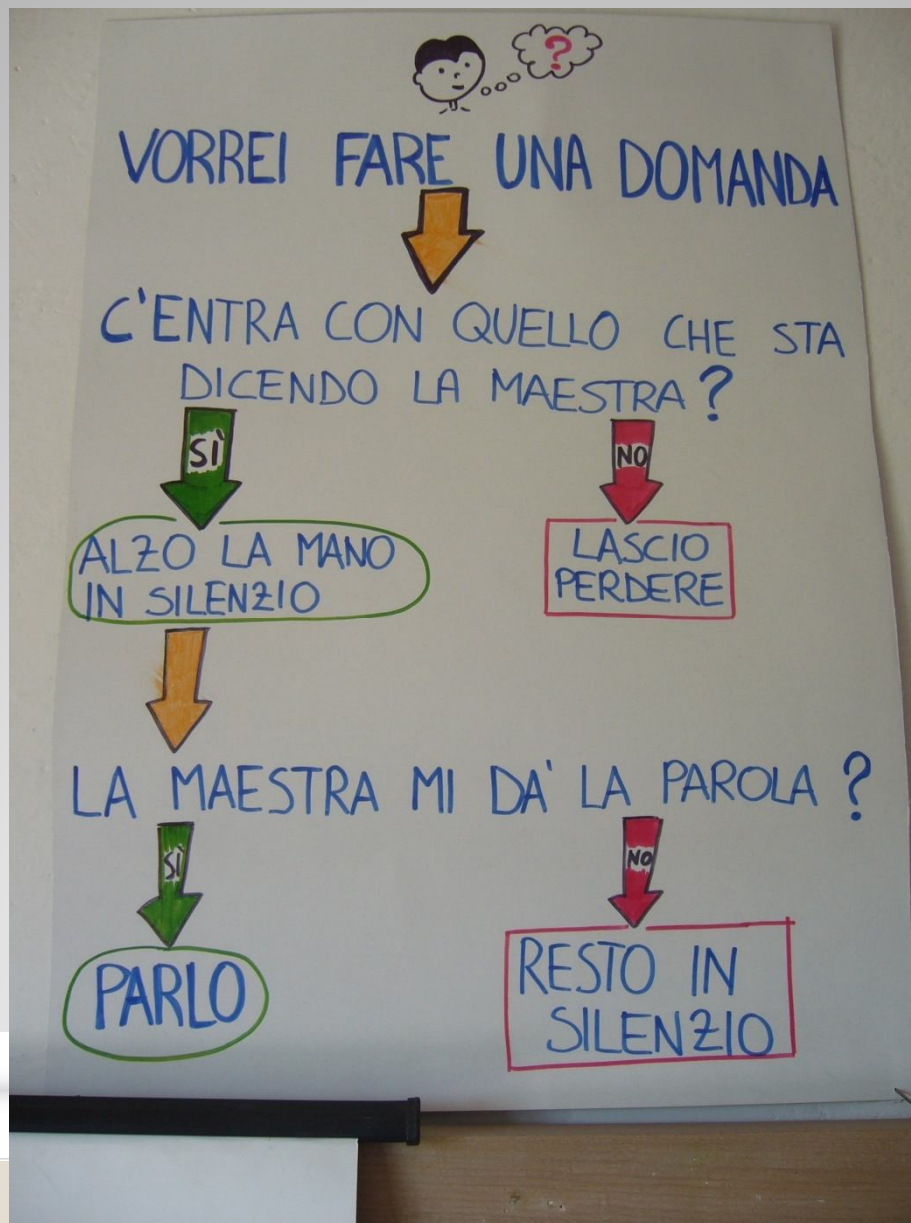 ?
VORREI FARE UNA DOMANDA
C'ENTRA CON QUELLO CHE STA
DICENDO LA MAESTRA?
SÌ
NO
ALZO LA MANO
IN SILENZIO
LASCIO
PERDERE
LA MAESTRA MI DA' LA PAROLA?
SÌ
NO
PARLO
RESTO IN
SILENZIO